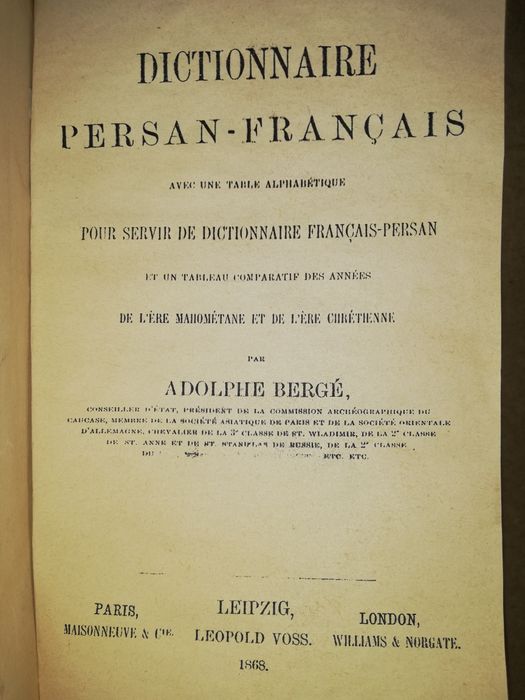 DICTIONNAIRE
PERSAN-FRANÇAIS
AVEC UNE TABLE ALPHABÉTIQUE
POUR SERVIR DE DICTIONNAIRE FRANÇAIS-PERSAN
ET UN TABLEAU COMPARATIF DES ANNÉES
DE L'ÈRE MAHOMÉTANE ET DE L'ÈRE CHRÉTIENNE
PAR
ADOLPHE BERGÉ,
CONSEILLER D'ÉTAT, PRÉSIDENT DE LA COMMISSION ARCHÉOGRAPHIQUE DU
CAUCASE, MEMBRE DE LA SOCIÉTÉ ASIATIQUE DE PARIS ET DE LA SOCIÉTÉ ORIENTALE
D'ALLEMAGNE, CHEVALIER DE LA 3e CLASSE DE ST. WLADIMIR, DE LA 2e CLASSE
DE ST. ANNE ET DE ST. STANISLAS DE RUSSIE, DE LA 2e CLASSE
DU ETC. ETC.
PARIS,
MAISONNEUVE & CIE.
LEIPZIG,
LEOPOLD VOSS.
LONDON,
WILLIAMS & NORGATE.
1868.